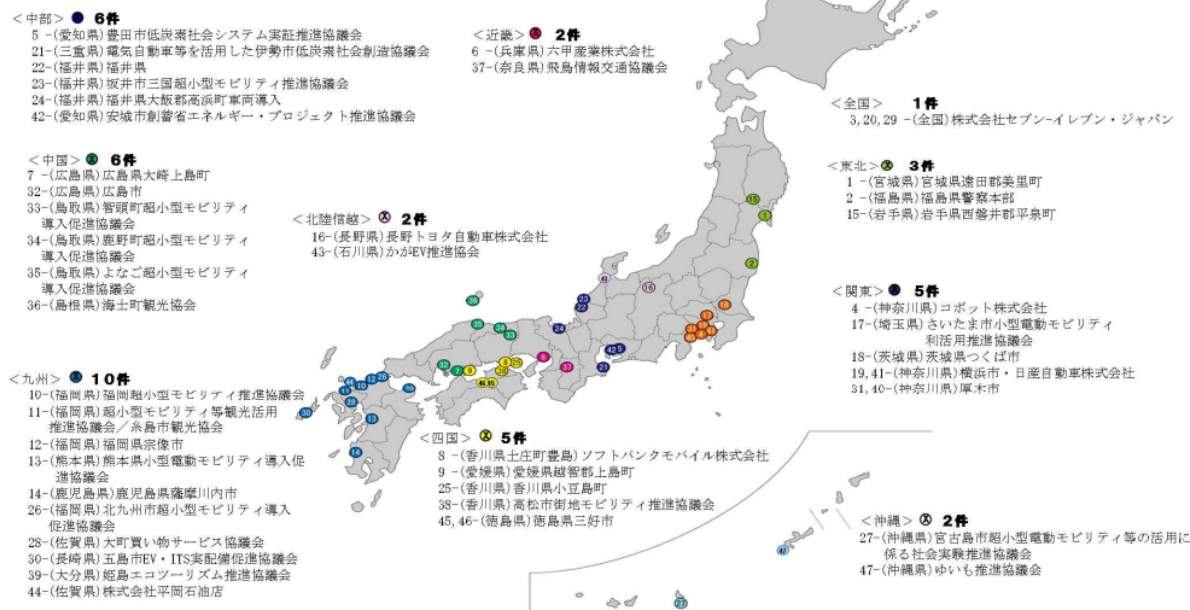 ＜中部＞ 6件
5 −(愛知県)豊田市低炭素社会システム実証推進協議会
21−(三重県)電気自動車等を活用した伊勢市低炭素社会創造協議会
22−(福井県)福井県
23−(福井県)坂井市三国超小型モビリティ推進協議会
24−(福井県)福井県大飯郡高浜町車両導入
42−(愛知県)安城市創蓄省エネルギー・プロジェクト推進協議会
＜近畿＞ 2件
6 −(兵庫県)六甲産業株式会社
37−(奈良県)飛鳥情報交通協議会
＜全国＞ 1件
3,20,29 −(全国)株式会社セブン−イレブン・ジャパン
＜中国＞ 6件
7 −(広島県)広島県大崎上島町
32−(広島県)広島市
33−(鳥取県)智頭町超小型モビリティ
導入促進協議会
34−(鳥取県)鹿野町超小型モビリティ
導入促進協議会
35−(鳥取県)よなご超小型モビリティ
導入促進協議会
36−(島根県)海士町観光協会
＜北陸信越＞ 2件
16−(長野県)長野トヨタ自動車株式会社
43−(石川県)かがEV推進協会
＜東北＞ 3件
1 −(宮城県)宮城県遠田郡美里町
2 −(福島県)福島県警察本部
15−(岩手県)岩手県西磐井郡平泉町
＜関東＞ 5件
4 −(神奈川県)コボット株式会社
17−(埼玉県)さいたま市小型電動モビリティ
利活用推進協議会
18−(茨城県)茨城県つくば市
19,41−(神奈川県)横浜市・日産自動車株式会社
31,40−(神奈川県)厚木市
＜九州＞ 10件
10−(福岡県)福岡超小型モビリティ推進協議会
11−(福岡県)超小型モビリティ等観光活用
推進協議会／糸島市観光協会
12−(福岡県)福岡県宗像市
13−(熊本県)熊本県小型電動モビリティ導入促
進協議会
14−(鹿児島県)鹿児島県薩摩川内市
26−(福岡県)北九州市超小型モビリティ導入
促進協議会
28−(佐賀県)大町買い物サービス協議会
30−(長崎県)五島市EV・ITS実配備促進協議会
39−(大分県)姫島エコツーリズム推進協議会
44−(佐賀県)株式会社平岡石油店
＜四国＞ 5件
8 −(香川県土庄町豊島)ソフトバンクモバイル株式会社
9 −(愛媛県)愛媛県越智郡上島町
25−(香川県)香川県小豆島町
38−(香川県)高松市街地モビリティ推進協議会
45,46−(徳島県)徳島県三好市
＜沖縄＞ 2件
27−(沖縄県)宮古島市超小型電動モビリティ等の活用に
係る社会実験推進協議会
47−(沖縄県)ゆいも推進協議会
15
1
2
43
16
18
17
23
22
24
36
35
34
33
42 5
21
6
37
32
7
9
8
25
38
46 45
12
26
28
30
13
14
47
27